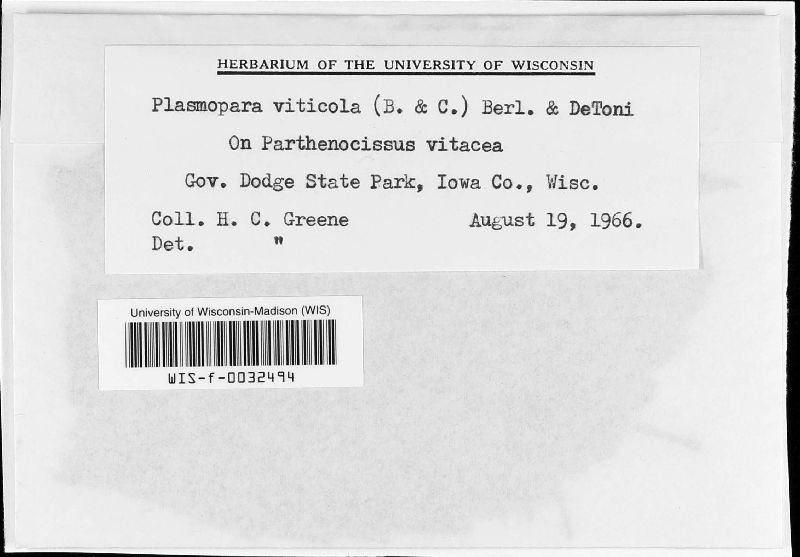 HERBARIUM OF THE UNIVERSITY OF WISCONSIN
Plasmopara viticola (B. & C.) Berl. & DeToni
On Parthenocissus vitacea
Gov. Dodge State Park, Iowa Co., Wisc.
Coll. H. C. Greene August 19, 1966.
Det. "
University of Wisconsin-Madison (WIS)
WIS-f-0032494